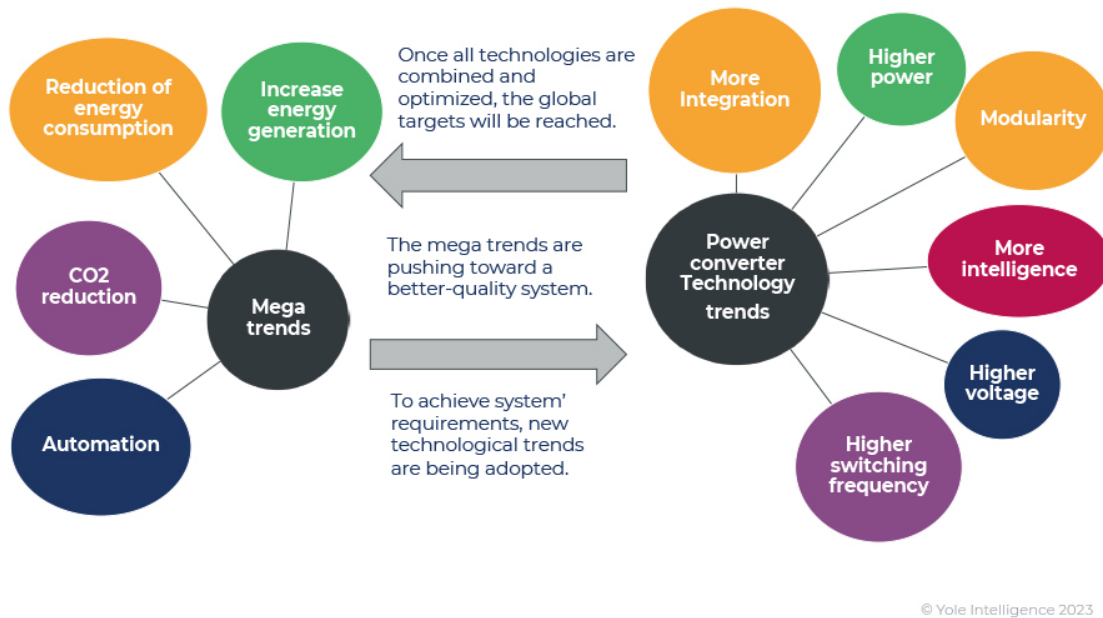 Reduction of
energy
consumption
Increase
energy
generation
CO2
reduction
Mega
trends
Automation
Once all technologies are
combined and
optimized, the global
targets will be reached.
The mega trends are
pushing toward a
better-quality system.
To achieve system’
requirements, new
technological trends
are being adopted.
More
Integration
Higher
power
Modularity
Power
converter
Technology
trends
More
intelligence
Higher
voltage
Higher
switching
frequency
© Yole Intelligence 2023